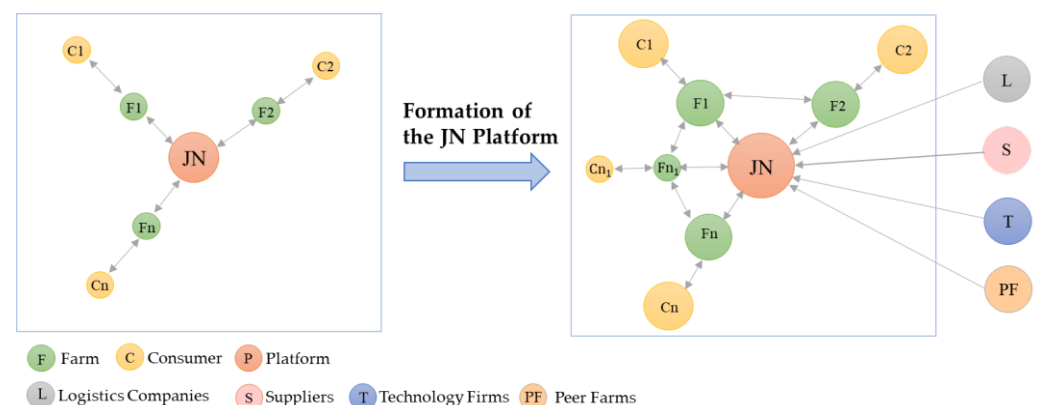 C1
C2
F1
F2
JN
Fn
Cn
Formation of
the JN Platform
C1
C2
F1
F2
L
Cn₁
Fn₁
JN
S
Fn
T
Cn
PF
F Farm C Consumer P Platform
L Logistics Companies S Suppliers T Technology Firms PF Peer Farms